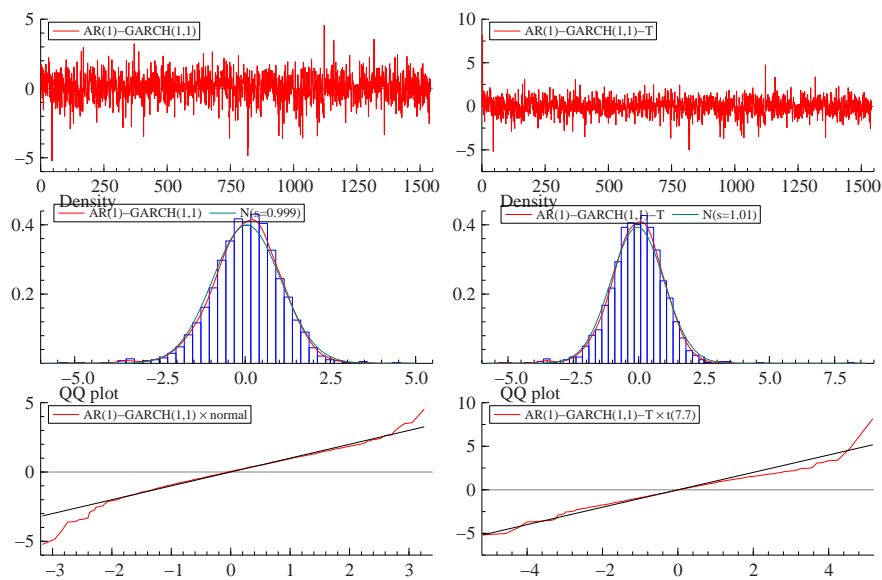 5
AR(1)−GARCH(1,1)
0
−5
0 250 500 750 1000 1250 1500
10
AR(1)−GARCH(1,1)−T
5
0
−5
0 250 500 750 1000 1250 1500
Density
AR(1)−GARCH(1,1) N(s=0.999)
0.4
0.2
−5.0 −2.5 0.0 2.5 5.0
Density
AR(1)−GARCH(1,1)−T N(s=1.01)
0.4
0.2
−5.0 −2.5 0.0 2.5 5.0 7.5
QQ plot
5
AR(1)−GARCH(1,1) × normal
0
−5
−3 −2 −1 0 1 2 3
QQ plot
10
AR(1)−GARCH(1,1)−T × t(7.7)
5
0
−5
−4 −2 0 2 4